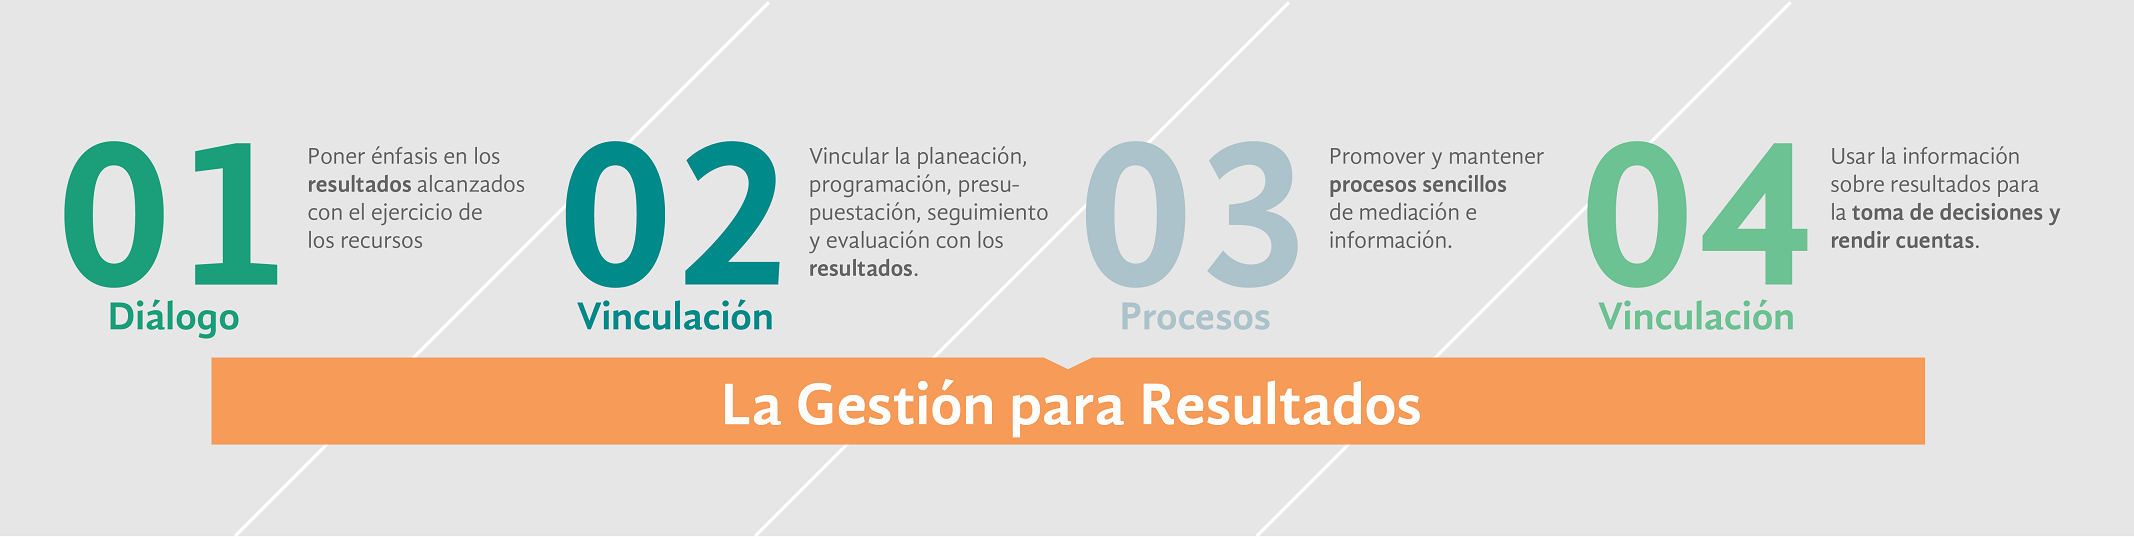 01
Diálogo
Poner énfasis en los
resultados alcanzados
con el ejercicio de
los recursos
02
Vinculación
Vincular la planeación,
programación, presu-
puestación, seguimiento
y evaluación con los
resultados.
03
Procesos
Promover y mantener
procesos sencillos
de mediación e
información.
04
Vinculación
Usar la información
sobre resultados para
la toma de decisiones y
rendir cuentas.
La Gestión para Resultados